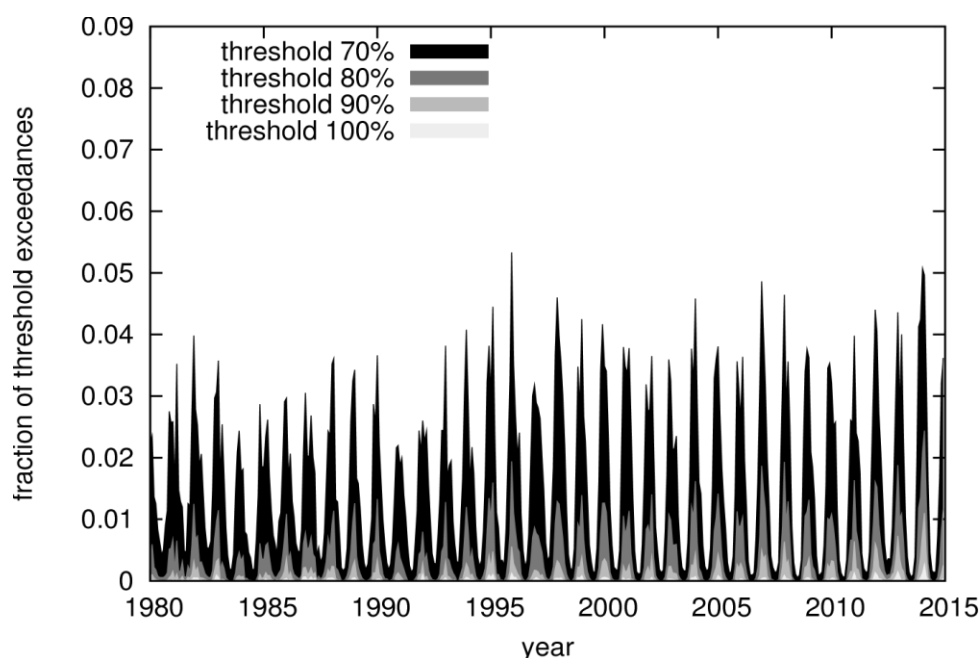 0.09
threshold 70%
threshold 80%
0.08
threshold 90%
threshold 100%
0.07
0.06
0.05
0.04
0.03
0.02
0.01
0
fraction of threshold exceedances
1980 1985 1990 1995 2000 2005 2010 2015
year